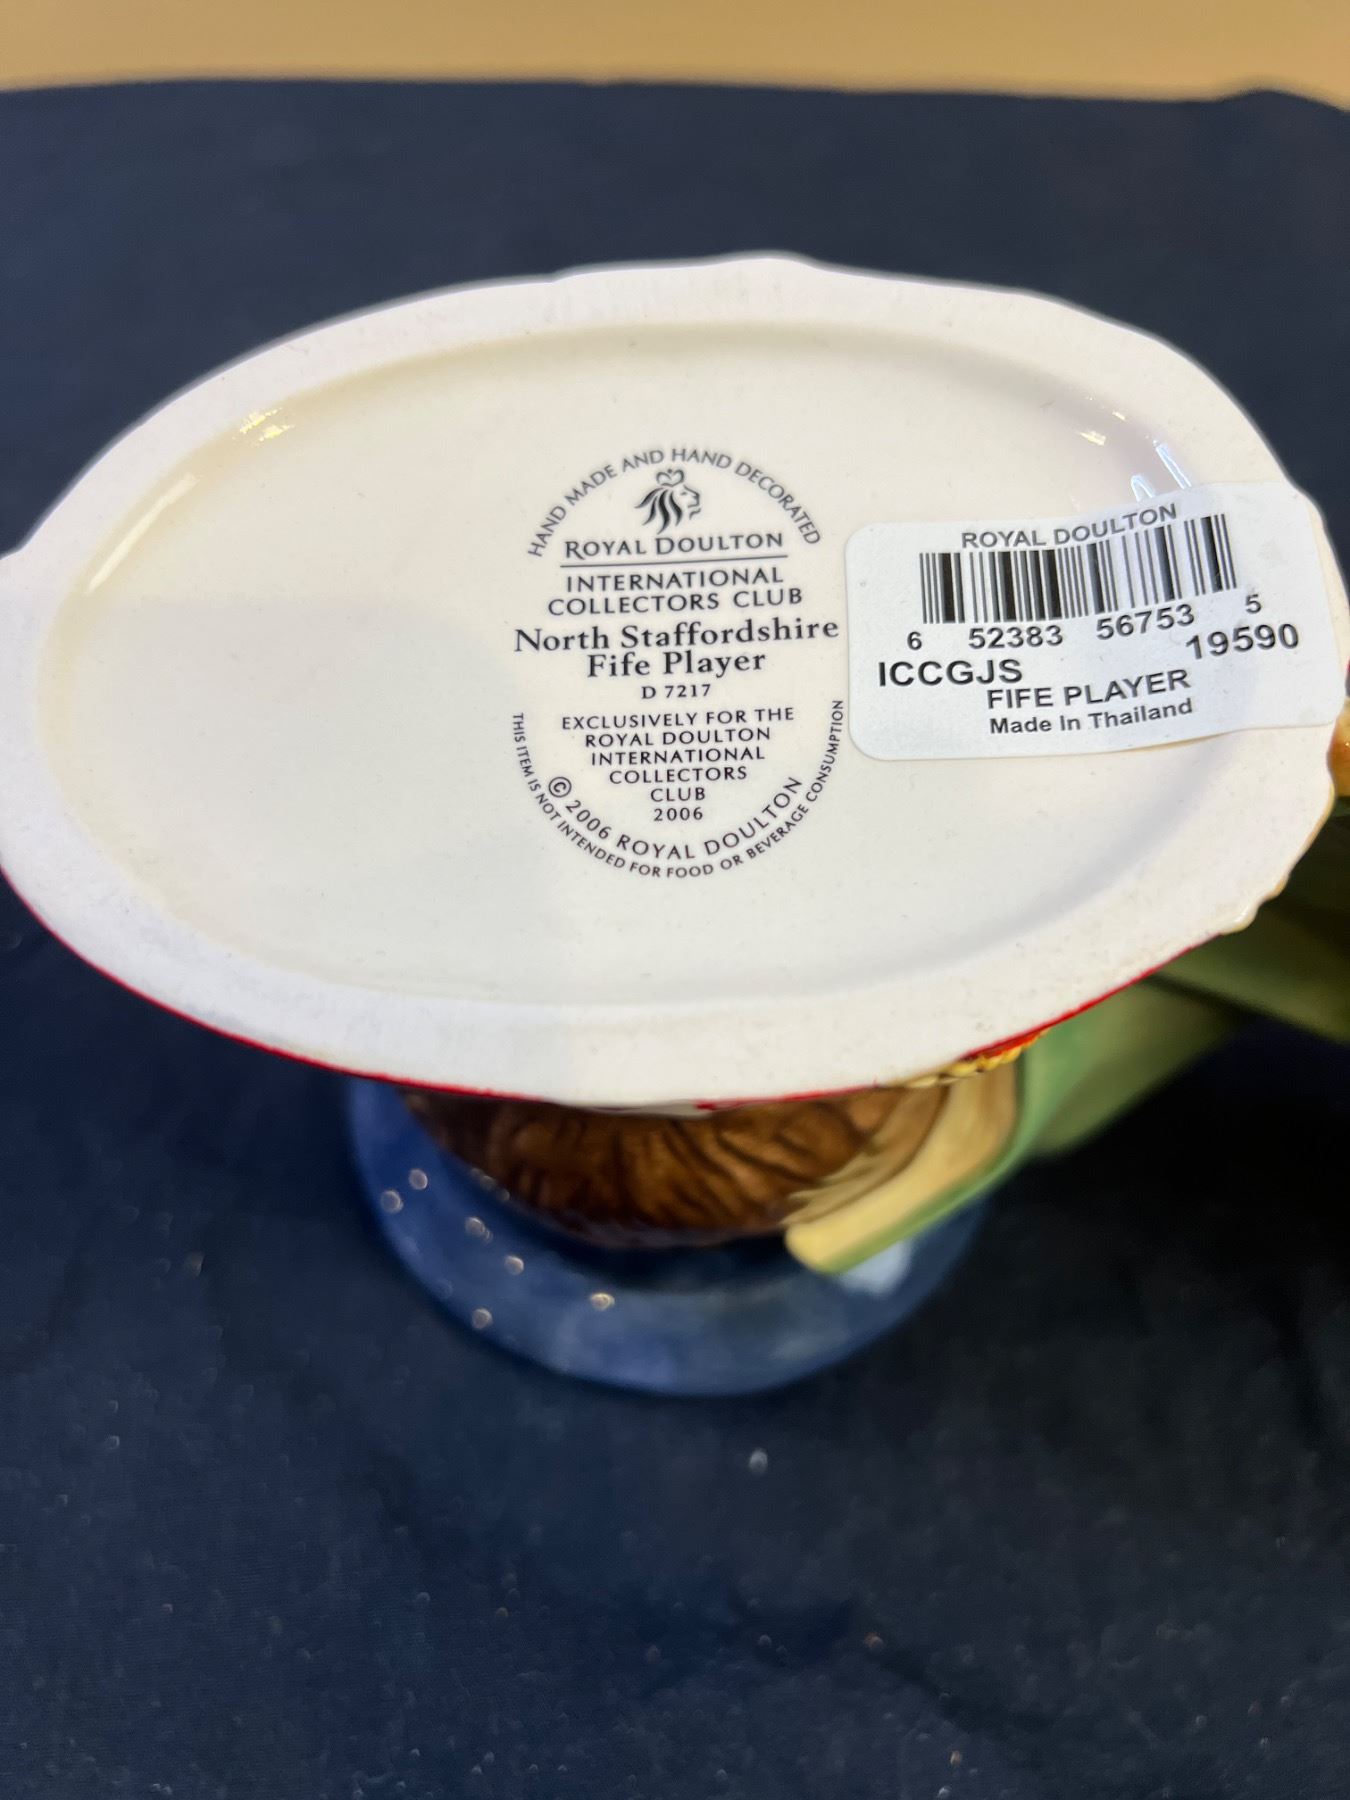 HAND MADE AND HAND DECORATED
ROYAL DOULTON
INTERNATIONAL
COLLECTORS CLUB
North Staffordshire
Fife Player
D 7217
EXCLUSIVELY FOR THE
ROYAL DOULTON
INTERNATIONAL
COLLECTORS
CLUB
2006
© 2006 ROYAL DOULTON
THIS ITEM IS NOT INTENDED FOR FOOD OR BEVERAGE CONSUMPTION
ROYAL DOULTON
6 52383 56753 5
ICCGJS 19590
FIFE PLAYER
Made In Thailand